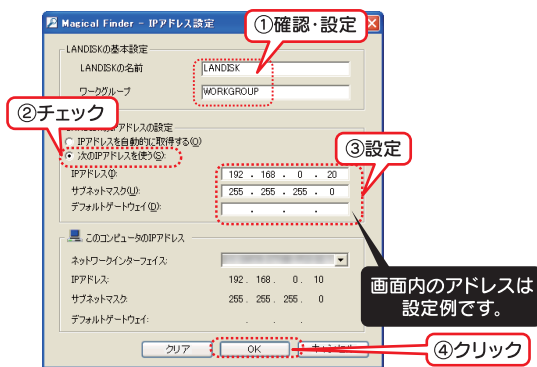 Magical Finder - IPアドレス設定
①確認・設定
LANDISKの基本設定
LANDISKの名前
LANDISK
ワークグループ
WORKGROUP
②チェック
IPアドレスの設定
IPアドレスを自動的に取得する(O)
次のIPアドレスを使う(S):
③設定
IPアドレス(I):
192 . 168 . 0 . 20
サブネットマスク(U):
255 . 255 . 255 . 0
デフォルトゲートウェイ(D):
. . .
このコンピュータのIPアドレス
ネットワークインターフェイス:
IPアドレス:
192 . 168 . 0 . 10
サブネットマスク:
255 . 255 . 255 . 0
デフォルトゲートウェイ:
. . .
画面内のアドレスは
設定例です。
クリア
OK
④クリック